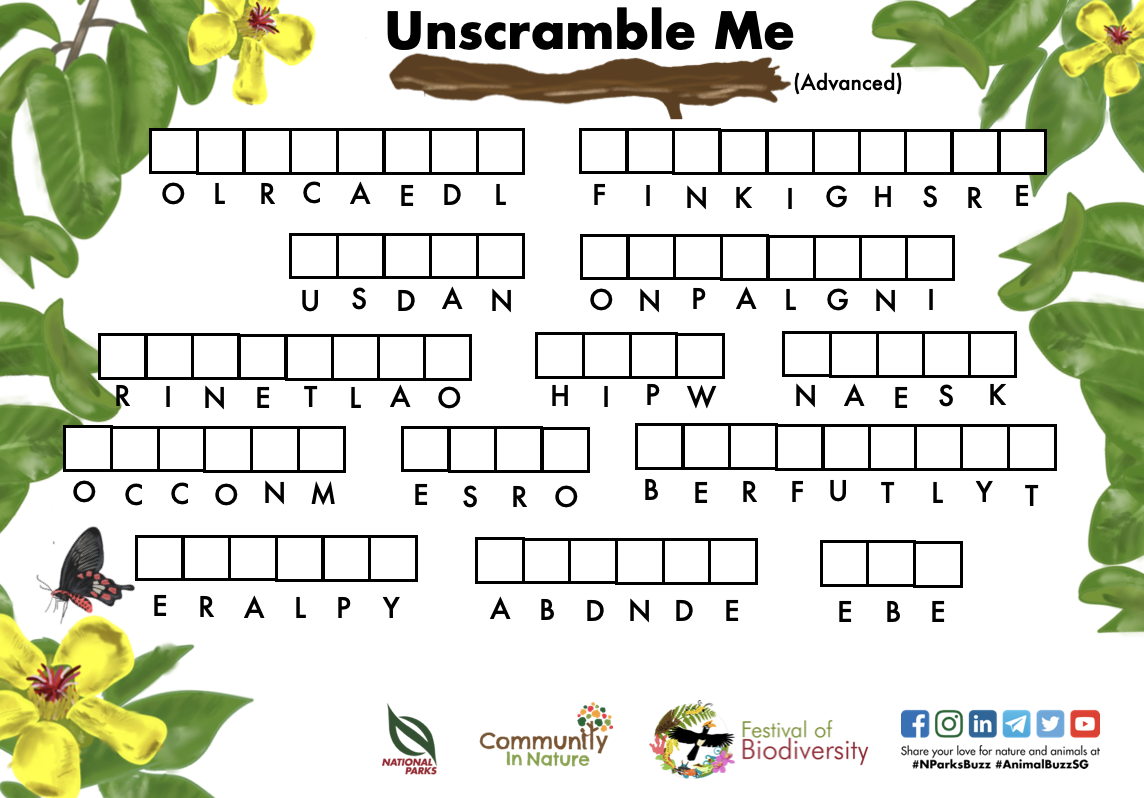 Unscramble Me
(Advanced)
O L R C A E D L
F I N K I G H S R E
U S D A N
O N P A L G N I
R I N E T L A O
H I P W
N A E S K
O C C O N M
E S R O
B E R F U T L Y T
E R A L P Y
A B D N D E
E B E
NATIONAL
PARKS
Community
In Nature
Festival of
Biodiversity
Share your love for nature and animals at
#NParksBuzz #AnimalBuzzSG